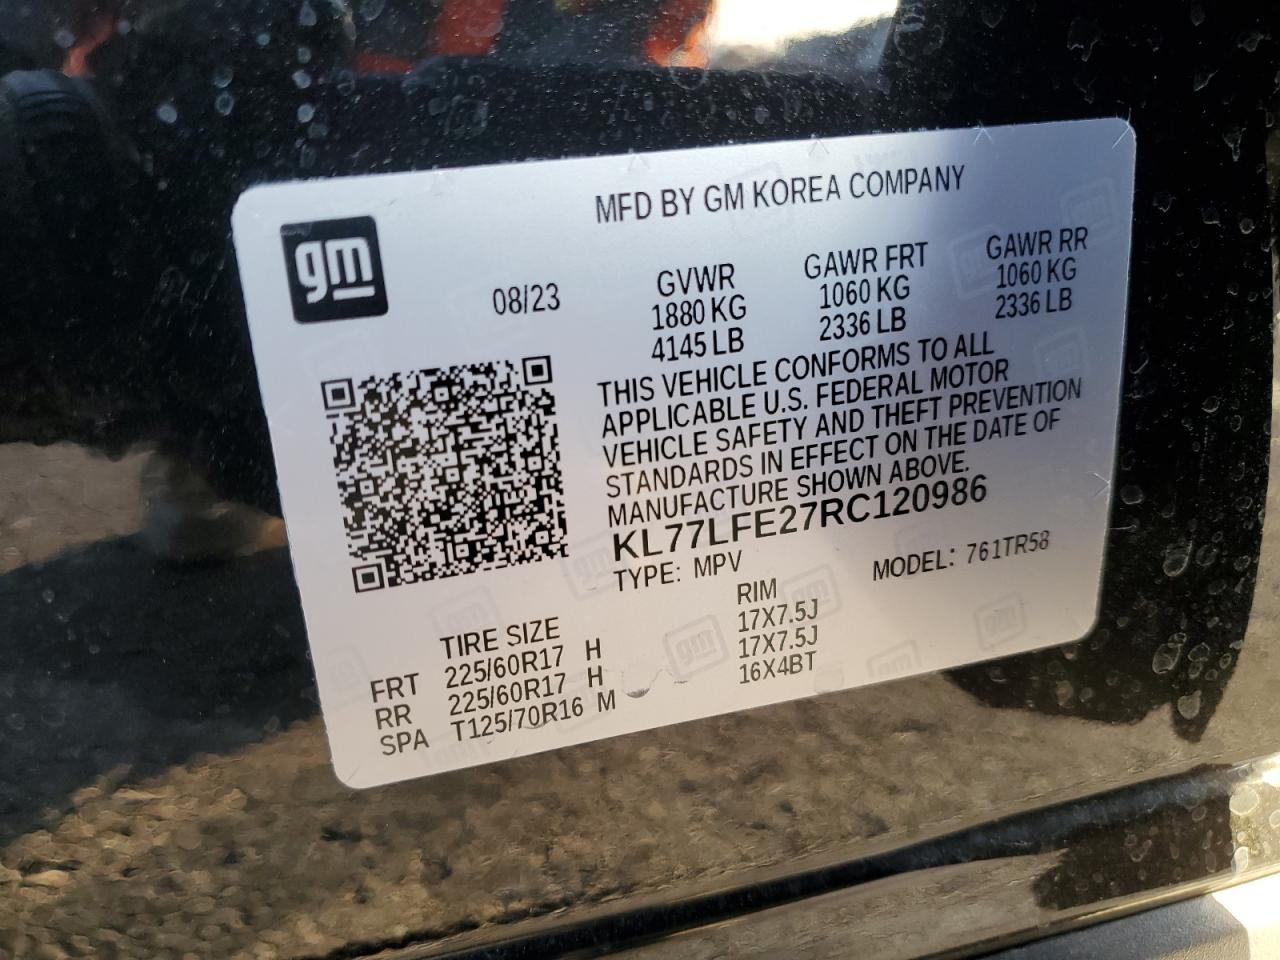 MFD BY GM KOREA COMPANY
gm
08/23
GVWR GAWR FRT GAWR RR
1880 KG 1060 KG 1060 KG
4145 LB 2336 LB 2336 LB
THIS VEHICLE CONFORMS TO ALL
APPLICABLE U.S. FEDERAL MOTOR
VEHICLE SAFETY AND THEFT PREVENTION
STANDARDS IN EFFECT ON THE DATE OF
MANUFACTURE SHOWN ABOVE.
KL77LFE27RC120986
TYPE: MPV MODEL: 761TR58
TIRE SIZE RIM
FRT 225/60R17 H 17X7.5J
RR 225/60R17 H 17X7.5J
SPA T125/70R16 M 16X4BT